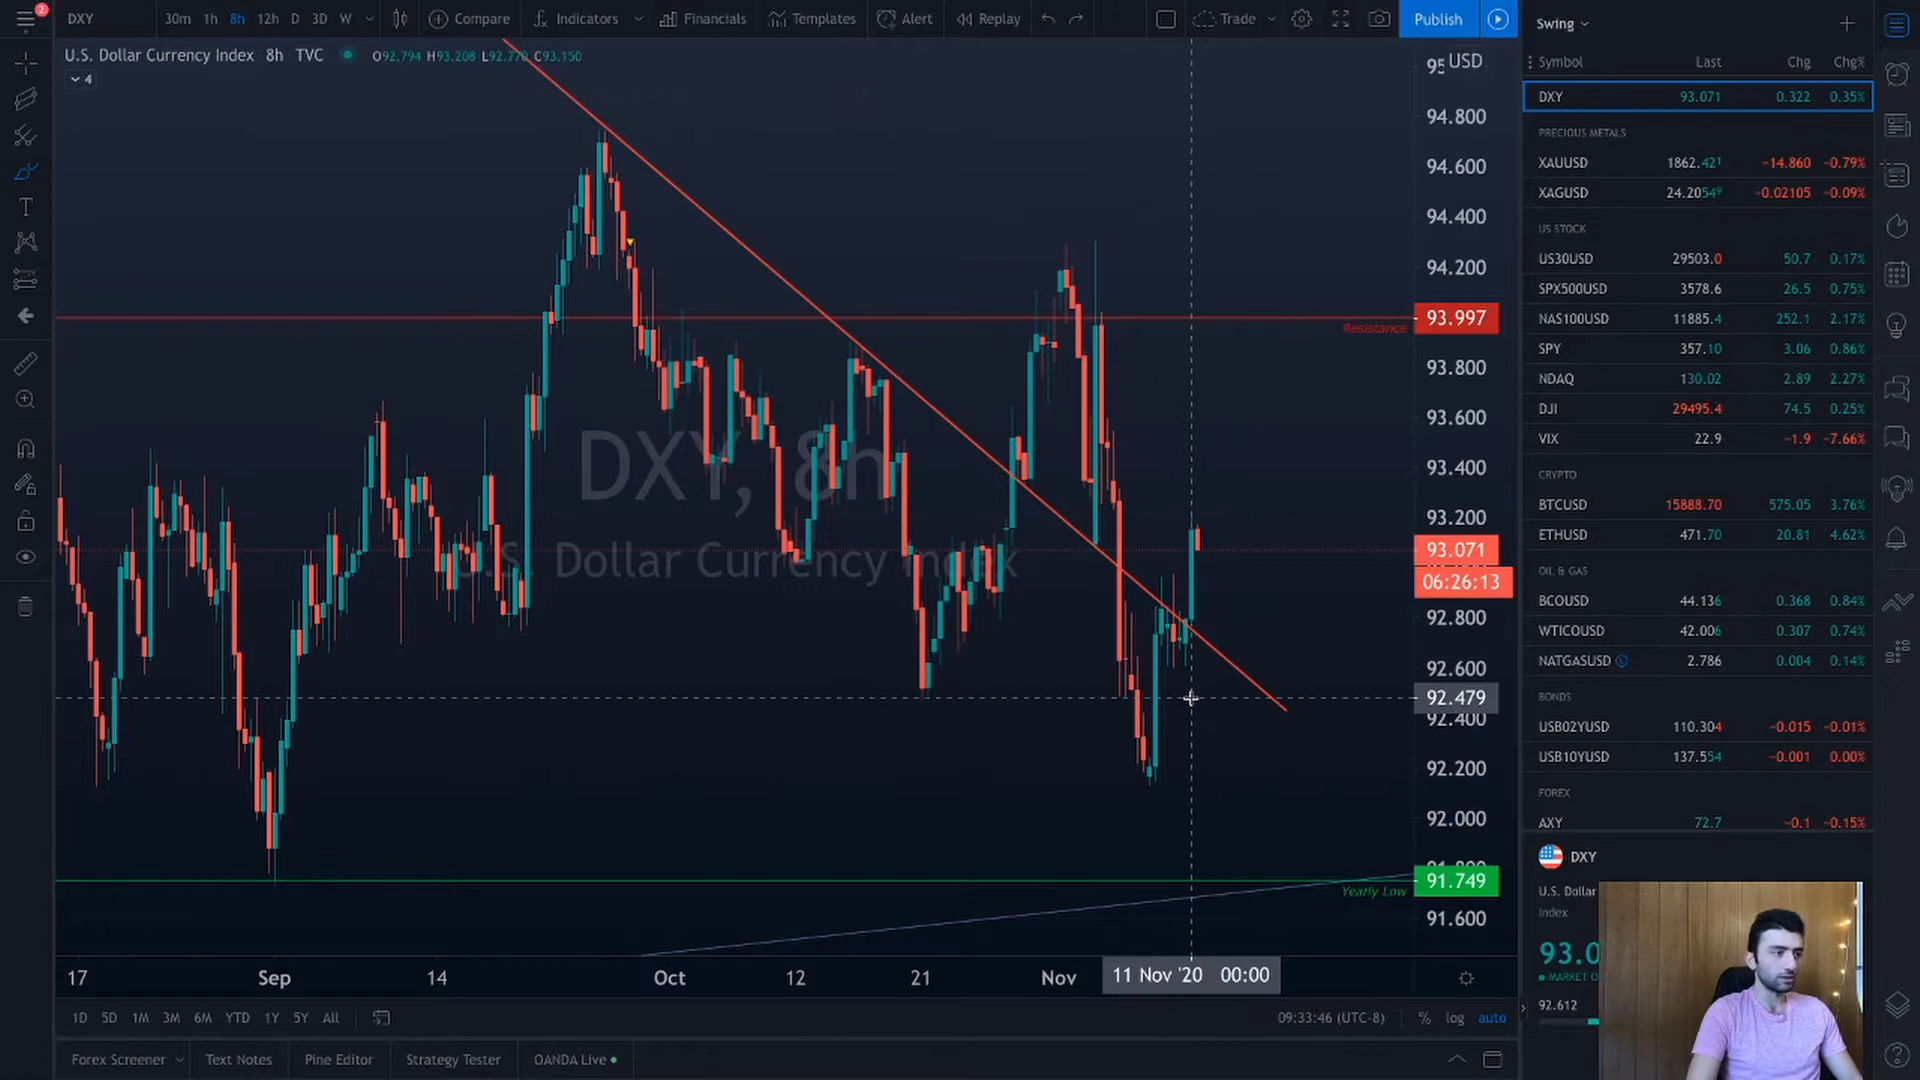 2
DXY
30m 1h 8h 12h D 3D W
Compare
Indicators
Financials
Templates
Alert
Replay
Trade
Publish
U.S. Dollar Currency Index · 8h · TVC
O92.794 H93.208 L92.770 C93.150
4
USD
94.800
94.600
94.400
94.200
93.997
Resistance
93.800
93.600
93.400
93.200
93.071
06:26:13
92.800
92.600
92.479
92.400
92.200
92.000
91.749
Yearly Low
91.600
DXY, 8h
U.S. Dollar Currency Index
17 Sep 14 Oct 12 21 Nov 11 Nov '20 00:00
1D 5D 1M 3M 6M YTD 1Y 5Y All
09:33:46 (UTC-8) % log auto
Forex Screener Text Notes Pine Editor Strategy Tester OANDA Live
Swing
Symbol Last Chg Chg%
DXY 93.071 0.322 0.35%
PRECIOUS METALS
XAUUSD 1862.421 −14.860 −0.79%
XAGUSD 24.20549 −0.02105 −0.09%
US STOCK
US30USD 29503.0 50.7 0.17%
SPX500USD 3578.6 26.5 0.75%
NAS100USD 11885.4 252.1 2.17%
SPY 357.10 3.06 0.86%
NDAQ 130.02 2.89 2.27%
DJI 29495.4 74.5 0.25%
VIX 22.9 −1.9 −7.66%
CRYPTO
BTCUSD 15888.70 575.05 3.76%
ETHUSD 471.70 20.81 4.62%
OIL & GAS
BCOUSD 44.136 0.368 0.84%
WTICOUSD 42.006 0.307 0.74%
NATGASUSD 2.786 0.004 0.14%
BONDS
USB02YUSD 110.304 −0.015 −0.01%
USB10YUSD 137.554 −0.001 0.00%
FOREX
AXY 72.7 −0.1 −0.15%
DXY
U.S. Dollar
Index
93.0
MARKET O
92.612